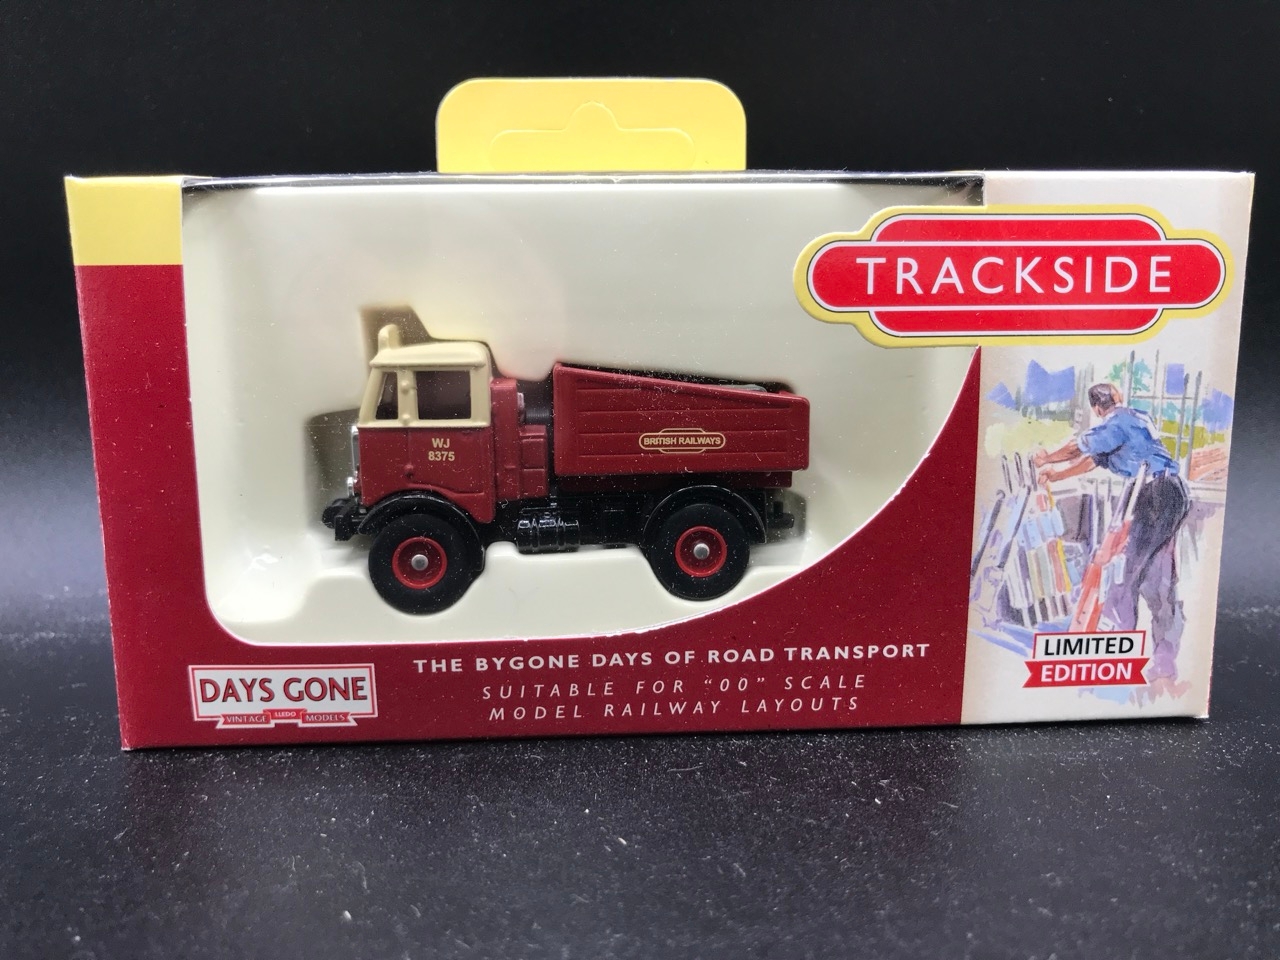 TRACKSIDE
WJ
8375
BRITISH RAILWAYS
THE BYGONE DAYS OF ROAD TRANSPORT
SUITABLE FOR "OO" SCALE
MODEL RAILWAY LAYOUTS
DAYS GONE
VINTAGE LLEDO MODELS
LIMITED
EDITION